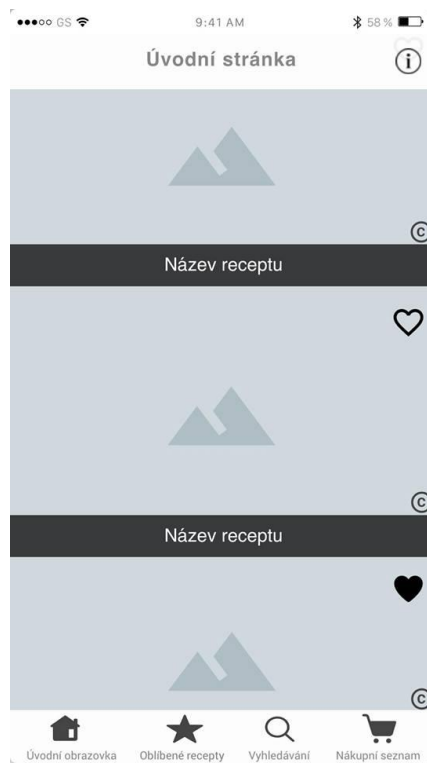 GS 9:41 AM 58 %
Úvodní stránka
i
©
Název receptu
©
Název receptu
©
Úvodní obrazovka Oblíbené recepty Vyhledávání Nákupní seznam